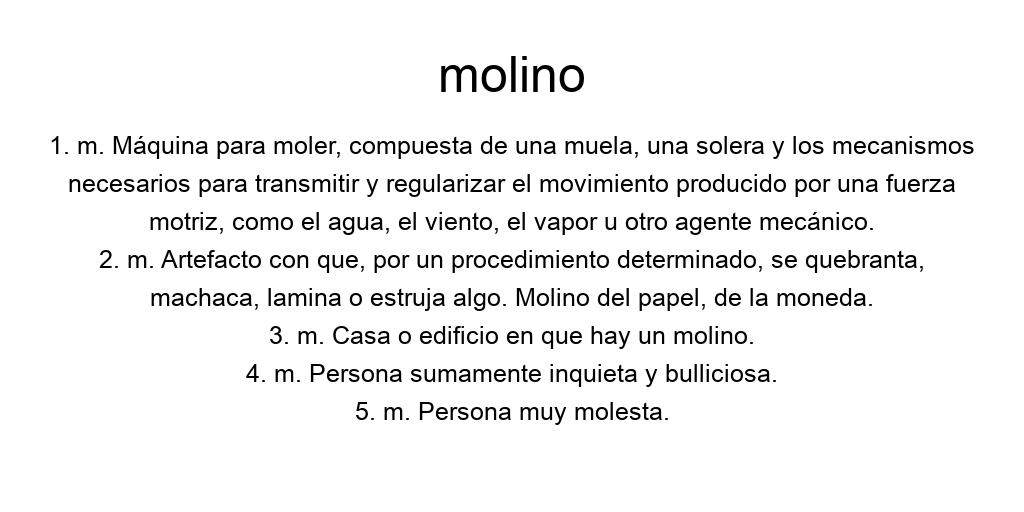 molino
1. m. Máquina para moler, compuesta de una muela, una solera y los mecanismos
necesarios para transmitir y regularizar el movimiento producido por una fuerza
motriz, como el agua, el viento, el vapor u otro agente mecánico.
2. m. Artefacto con que, por un procedimiento determinado, se quebranta,
machaca, lamina o estruja algo. Molino del papel, de la moneda.
3. m. Casa o edificio en que hay un molino.
4. m. Persona sumamente inquieta y bulliciosa.
5. m. Persona muy molesta.